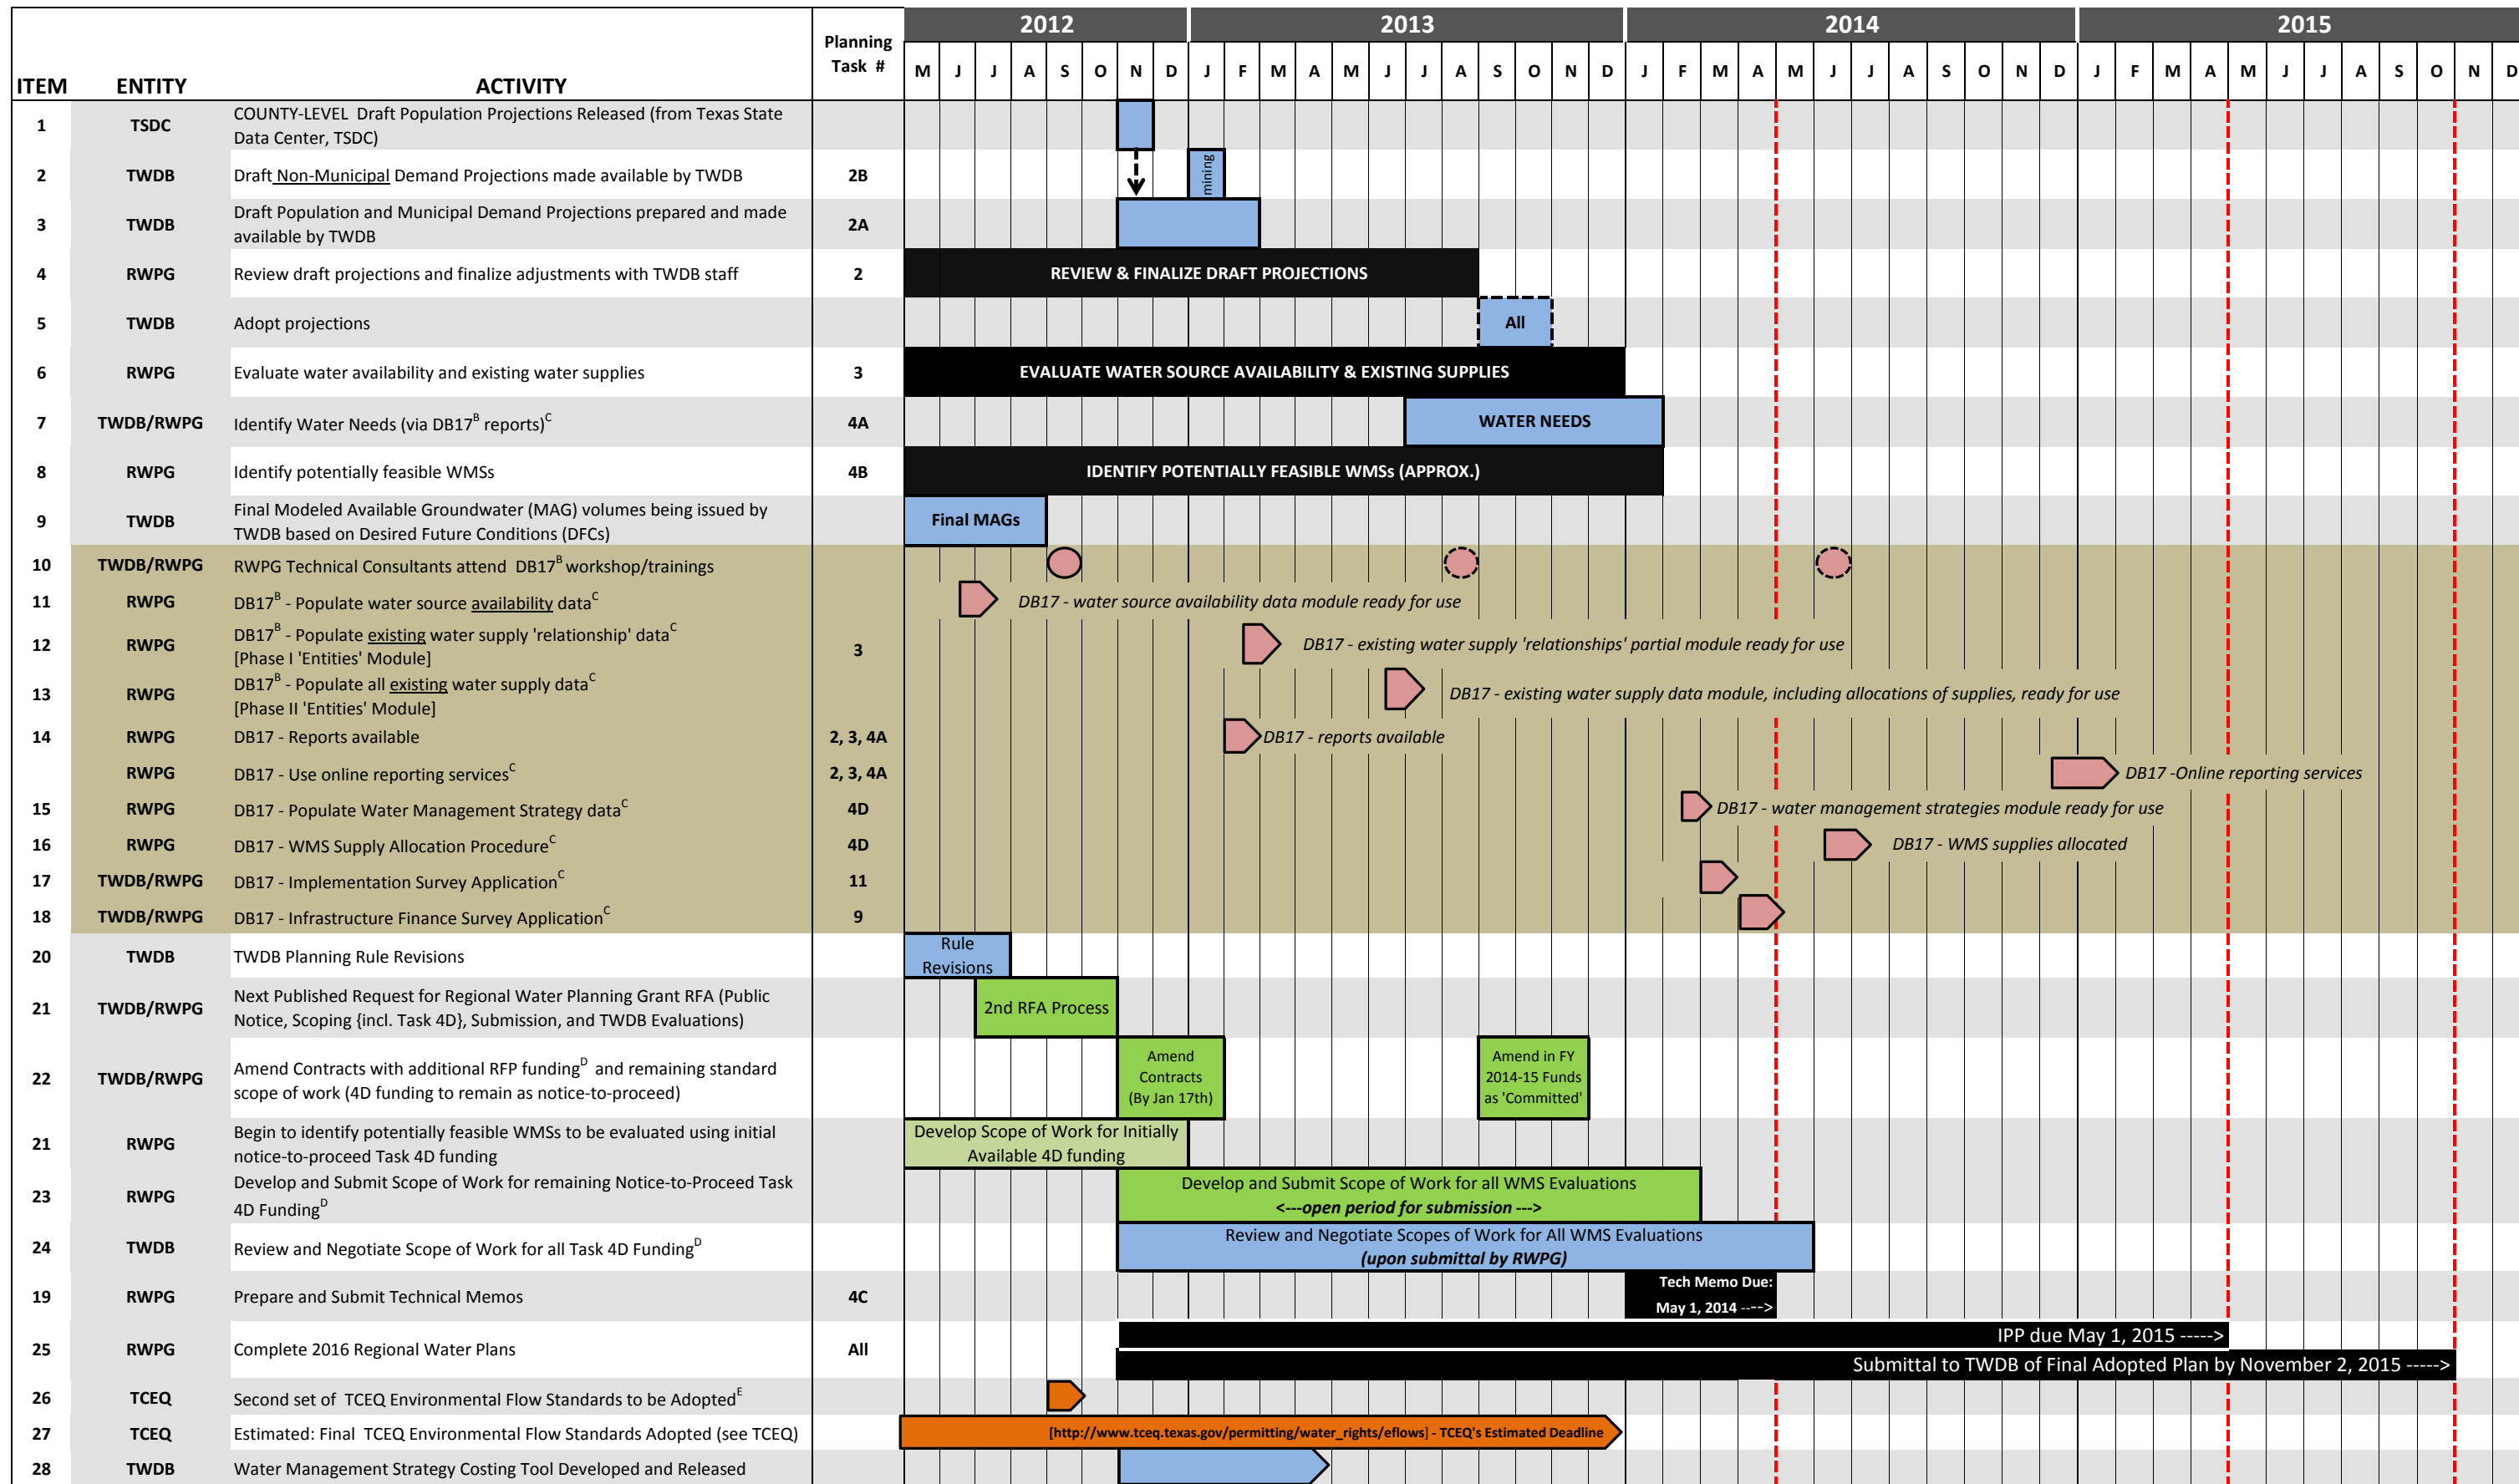 2012 2013 2014 2015
Planning
Task #
ITEM ENTITY ACTIVITY
M J J A S O N D J F M A M J J A S O N D J F M A M J J A S O N D J F M A M J J A S O N D
1 TSDC COUNTY-LEVEL Draft Population Projections Released (from Texas State
Data Center, TSDC)
2 TWDB Draft Non-Municipal Demand Projections made available by TWDB 2B mining
3 TWDB Draft Population and Municipal Demand Projections prepared and made
available by TWDB 2A
4 RWPG Review draft projections and finalize adjustments with TWDB staff 2 REVIEW & FINALIZE DRAFT PROJECTIONS
5 TWDB Adopt projections All
6 RWPG Evaluate water availability and existing water supplies 3 EVALUATE WATER SOURCE AVAILABILITY & EXISTING SUPPLIES
7 TWDB/RWPG Identify Water Needs (via DB17B reports)C 4A WATER NEEDS
8 RWPG Identify potentially feasible WMSs 4B IDENTIFY POTENTIALLY FEASIBLE WMSs (APPROX.)
9 TWDB Final Modeled Available Groundwater (MAG) volumes being issued by
TWDB based on Desired Future Conditions (DFCs) Final MAGs
10 TWDB/RWPG RWPG Technical Consultants attend DB17B workshop/trainings
11 RWPG DB17B - Populate water source availability dataC DB17 - water source availability data module ready for use
12 RWPG DB17B - Populate existing water supply 'relationship' dataC
[Phase I 'Entities' Module] 3 DB17 - existing water supply 'relationships' partial module ready for use
13 RWPG DB17B - Populate all existing water supply dataC
[Phase II 'Entities' Module] DB17 - existing water supply data module, including allocations of supplies, ready for use
14 RWPG DB17 - Reports available 2, 3, 4A DB17 - reports available
RWPG DB17 - Use online reporting servicesC 2, 3, 4A DB17 -Online reporting services
15 RWPG DB17 - Populate Water Management Strategy dataC 4D DB17 - water management strategies module ready for use
16 RWPG DB17 - WMS Supply Allocation ProcedureC 4D DB17 - WMS supplies allocated
17 TWDB/RWPG DB17 - Implementation Survey ApplicationC 11
18 TWDB/RWPG DB17 - Infrastructure Finance Survey ApplicationC 9
20 TWDB TWDB Planning Rule Revisions Rule
Revisions
21 TWDB/RWPG Next Published Request for Regional Water Planning Grant RFA (Public
Notice, Scoping {incl. Task 4D}, Submission, and TWDB Evaluations) 2nd RFA Process
22 TWDB/RWPG Amend Contracts with additional RFP fundingD and remaining standard
scope of work (4D funding to remain as notice-to-proceed)
Amend
Contracts
(By Jan 17th)
Amend in FY
2014-15 Funds
as 'Committed'
21 RWPG Begin to identify potentially feasible WMSs to be evaluated using initial
notice-to-proceed Task 4D funding
Develop Scope of Work for Initially
Available 4D funding
23 RWPG Develop and Submit Scope of Work for remaining Notice-to-Proceed Task
4D FundingD
Develop and Submit Scope of Work for all WMS Evaluations
<---open period for submission --->
24 TWDB Review and Negotiate Scope of Work for all Task 4D FundingD
Review and Negotiate Scopes of Work for All WMS Evaluations
(upon submittal by RWPG)
19 RWPG Prepare and Submit Technical Memos 4C
Tech Memo Due:
May 1, 2014 ---->
25 RWPG Complete 2016 Regional Water Plans All
IPP due May 1, 2015 ----->
Submittal to TWDB of Final Adopted Plan by November 2, 2015 ----->
26 TCEQ Second set of TCEQ Environmental Flow Standards to be AdoptedE
27 TCEQ Estimated: Final TCEQ Environmental Flow Standards Adopted (see TCEQ) [http://www.tceq.texas.gov/permitting/water_rights/eflows] - TCEQ's Estimated Deadline
28 TWDB Water Management Strategy Costing Tool Developed and Released